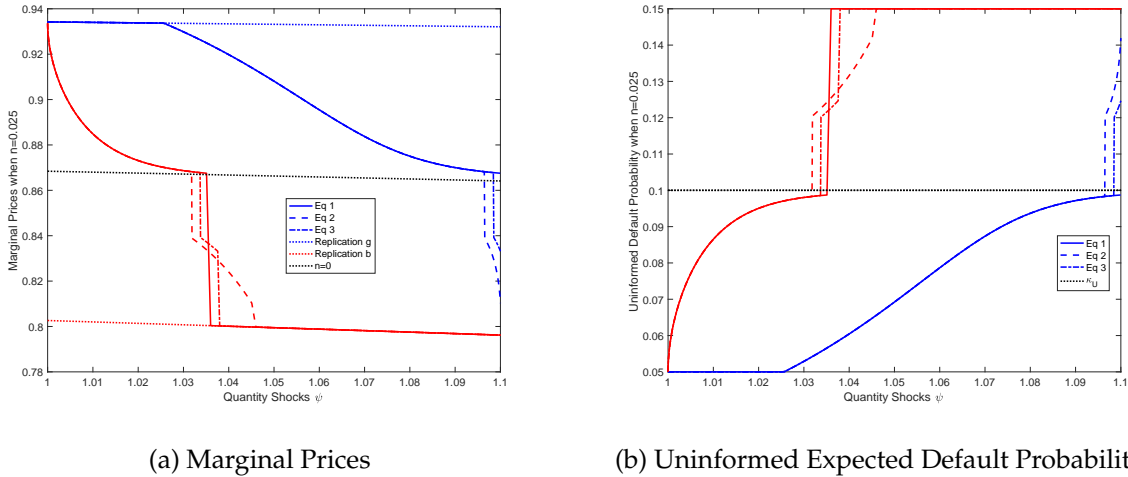 0.94
0.92
0.9
0.88
0.86
0.84
0.82
0.8
0.78
Marginal Prices when n=0.025
1 1.01 1.02 1.03 1.04 1.05 1.06 1.07 1.08 1.09 1.1
Quantity Shocks ψ
Eq 1
Eq 2
Eq 3
Replication g
Replication b
n=0
(a) Marginal Prices
0.15
0.14
0.13
0.12
0.11
0.1
0.09
0.08
0.07
0.06
0.05
Uninformed Default Probability when n=0.025
1 1.01 1.02 1.03 1.04 1.05 1.06 1.07 1.08 1.09 1.1
Quantity Shocks ψ
Eq 1
Eq 2
Eq 3
κU
(b) Uninformed Expected Default Probabilit